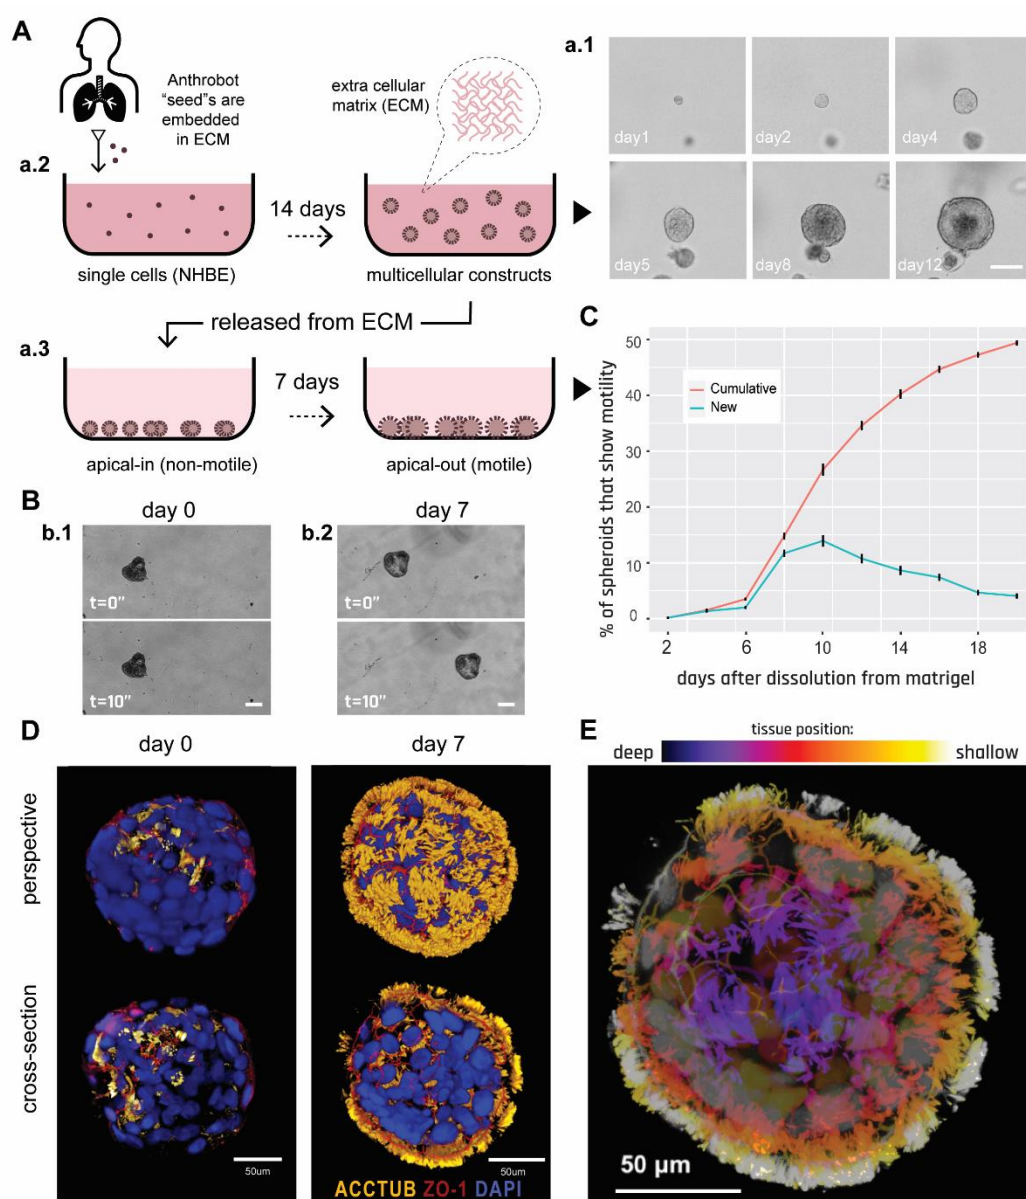 A
Anthrobot
"seed"s are
embedded
in ECM
extra cellular
matrix (ECM)
a.1
day1
day2
day4
day5
day8
day12
a.2
14 days
single cells (NHBE)
multicellular constructs
released from ECM
a.3
7 days
apical-in (non-motile)
apical-out (motile)
B
day 0
day 7
b.1
t=0"
t=10"
b.2
t=0"
t=10"
C
% of spheroids that show motility
50
40
30
20
10
0
Cumulative
New
2
6
10
14
18
days after dissolution from matrigel
D
day 0
day 7
perspective
cross-section
50um
50um
ACCTUB ZO-1 DAPI
E
tissue position:
deep
shallow
50 μm